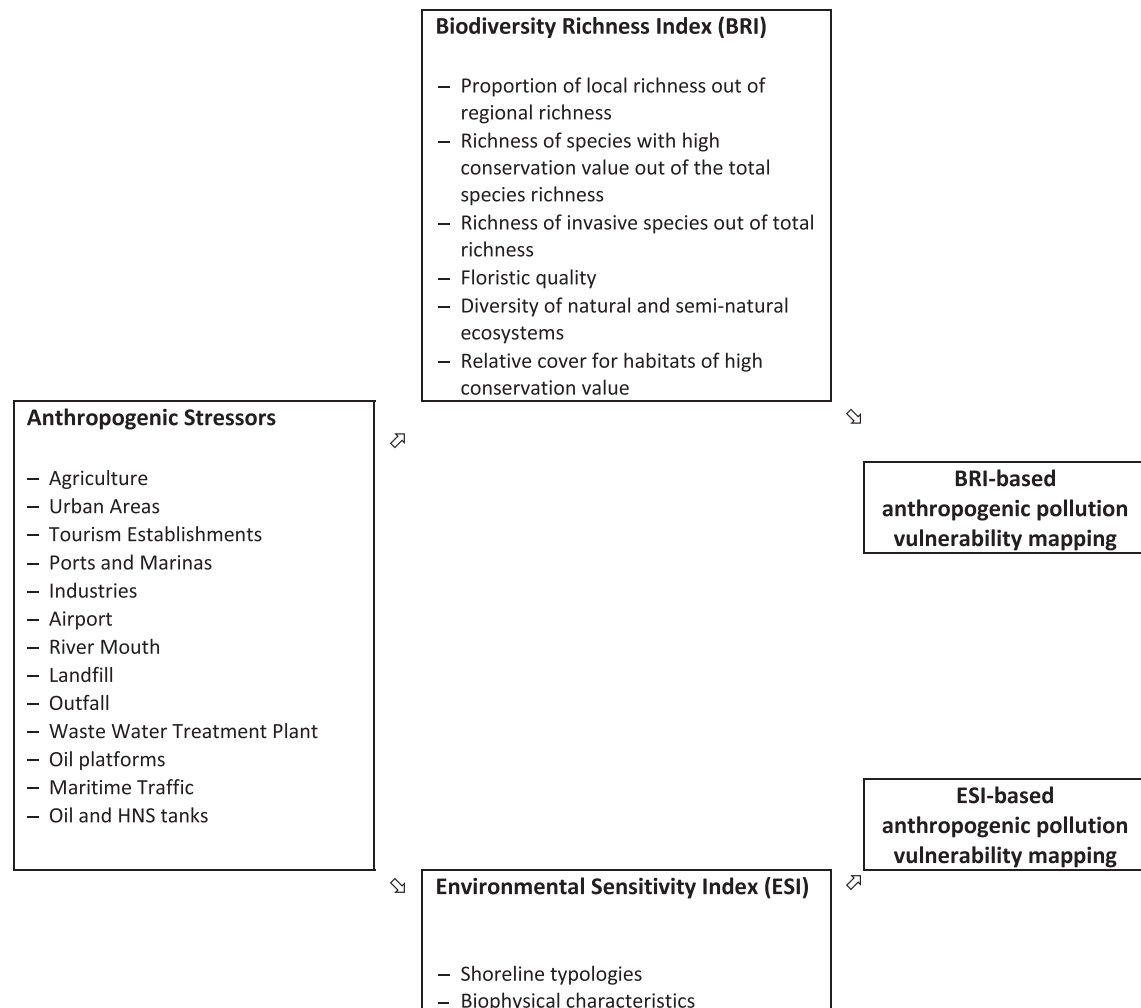 Biodiversity Richness Index (BRI)
– Proportion of local richness out of
regional richness
– Richness of species with high
conservation value out of the total
species richness
– Richness of invasive species out of total
richness
– Floristic quality
– Diversity of natural and semi-natural
ecosystems
– Relative cover for habitats of high
conservation value
Anthropogenic Stressors
– Agriculture
– Urban Areas
– Tourism Establishments
– Ports and Marinas
– Industries
– Airport
– River Mouth
– Landfill
– Outfall
– Waste Water Treatment Plant
– Oil platforms
– Maritime Traffic
– Oil and HNS tanks
BRI-based
anthropogenic pollution
vulnerability mapping
ESI-based
anthropogenic pollution
vulnerability mapping
Environmental Sensitivity Index (ESI)
– Shoreline typologies
– Biophysical characteristics